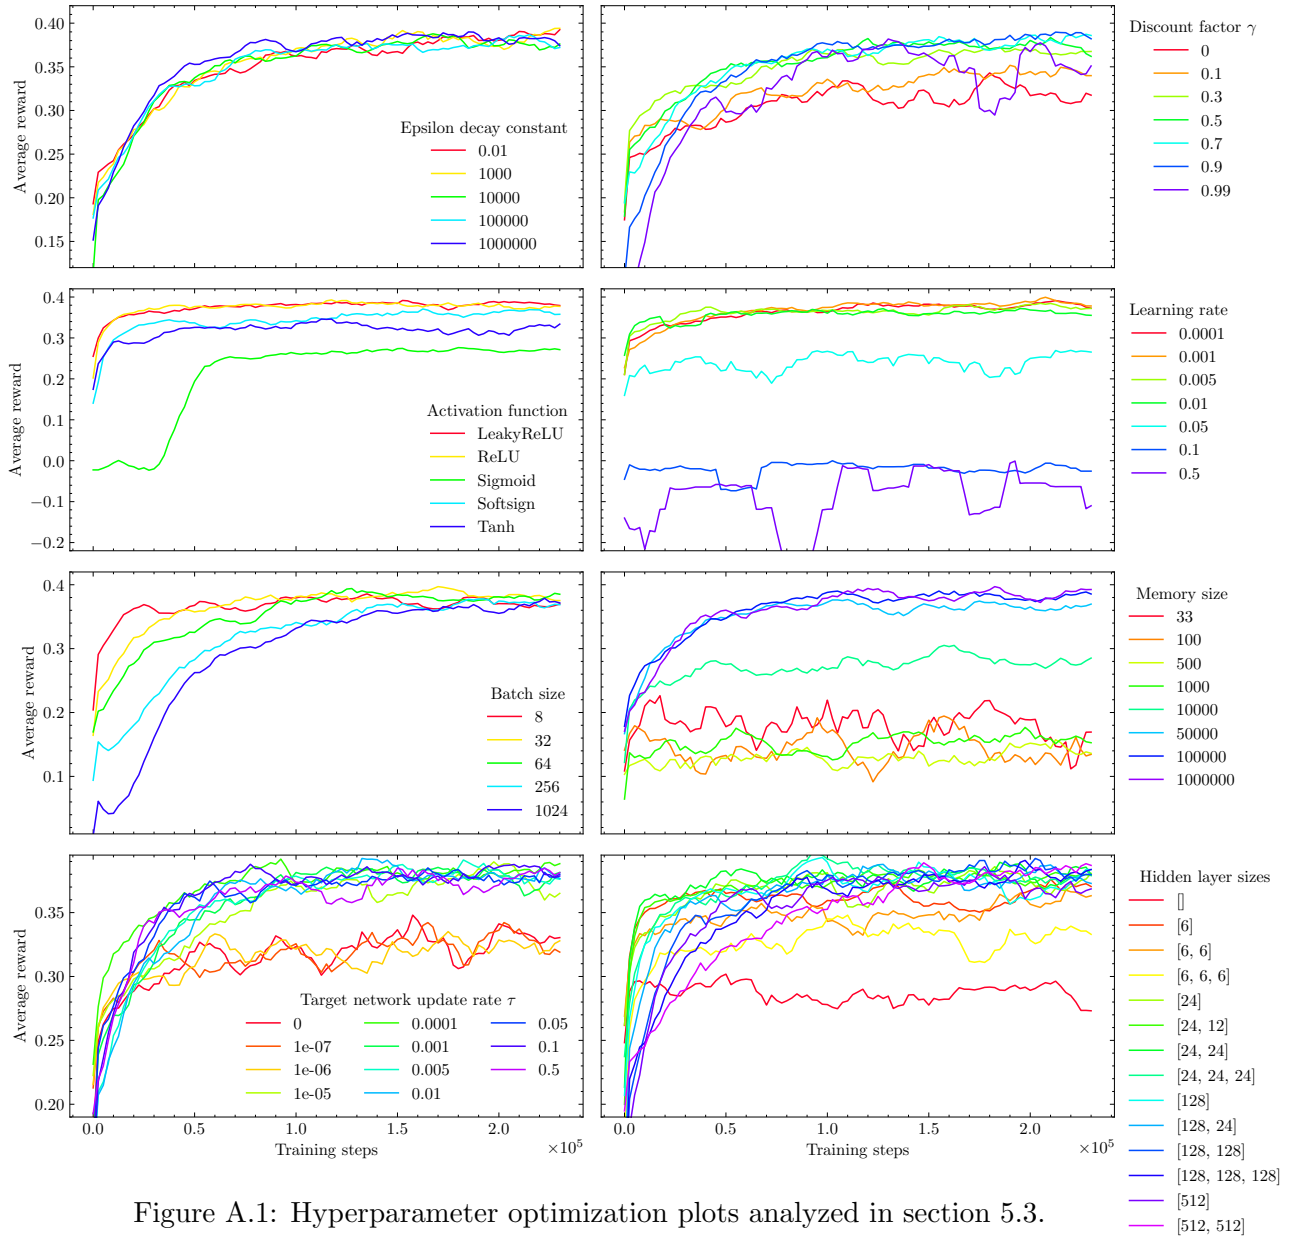 0.40
0.35
0.30
0.25
0.20
0.15
Average reward
Epsilon decay constant
0.01
1000
10000
100000
1000000
Discount factor γ
0
0.1
0.3
0.5
0.7
0.9
0.99
0.4
0.3
0.2
0.1
0.0
−0.1
−0.2
Average reward
Activation function
LeakyReLU
ReLU
Sigmoid
Softsign
Tanh
Learning rate
0.0001
0.001
0.005
0.01
0.05
0.1
0.5
0.4
0.3
0.2
0.1
Average reward
Batch size
8
32
64
256
1024
Memory size
33
100
500
1000
10000
50000
100000
1000000
0.35
0.30
0.25
0.20
Average reward
Target network update rate τ
0
1e-07
1e-06
1e-05
0.0001
0.001
0.005
0.01
0.05
0.1
0.5
0.0 0.5 1.0 1.5 2.0
Training steps
×10⁵
0.0 0.5 1.0 1.5 2.0
Training steps
×10⁵
Hidden layer sizes
[]
[6]
[6, 6]
[6, 6, 6]
[24]
[24, 12]
[24, 24]
[24, 24, 24]
[128]
[128, 24]
[128, 128]
[128, 128, 128]
[512]
[512, 512]
Figure A.1: Hyperparameter optimization plots analyzed in section 5.3.